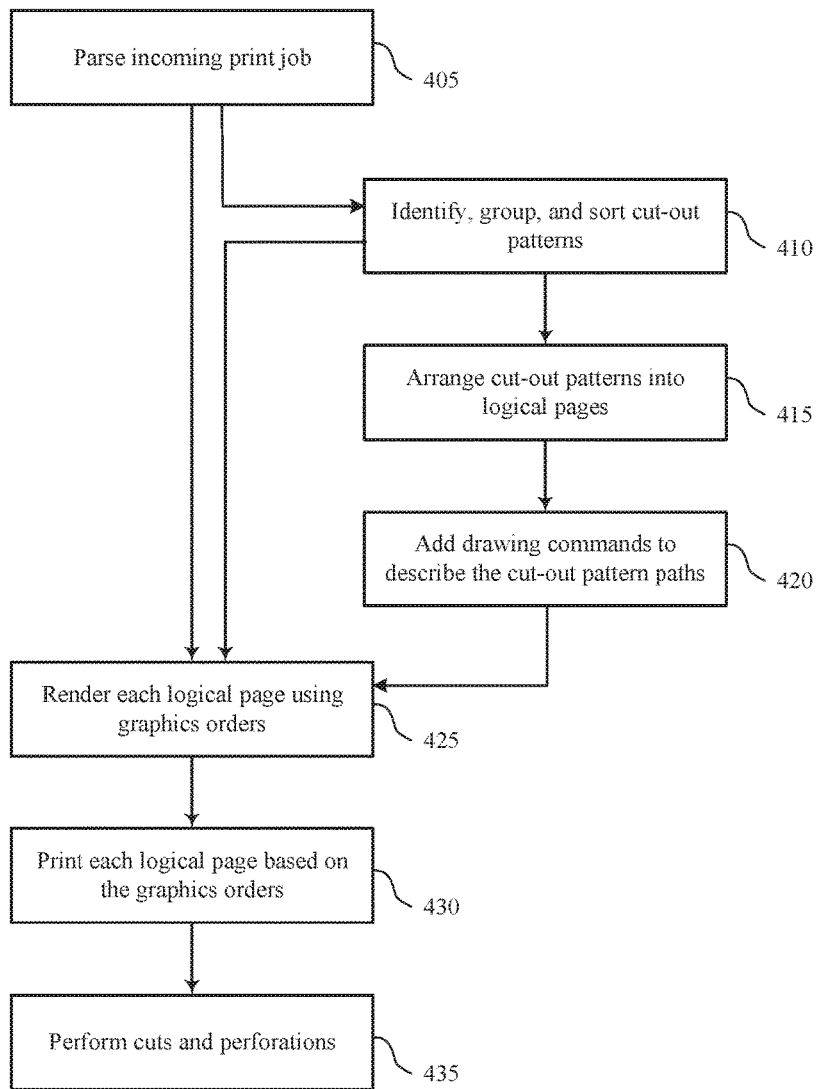 Parse incoming print job
405
Identify, group, and sort cut-out
patterns
410
Arrange cut-out patterns into
logical pages
415
Add drawing commands to
describe the cut-out pattern paths
420
Render each logical page using
graphics orders
425
Print each logical page based on
the graphics orders
430
Perform cuts and perforations
435